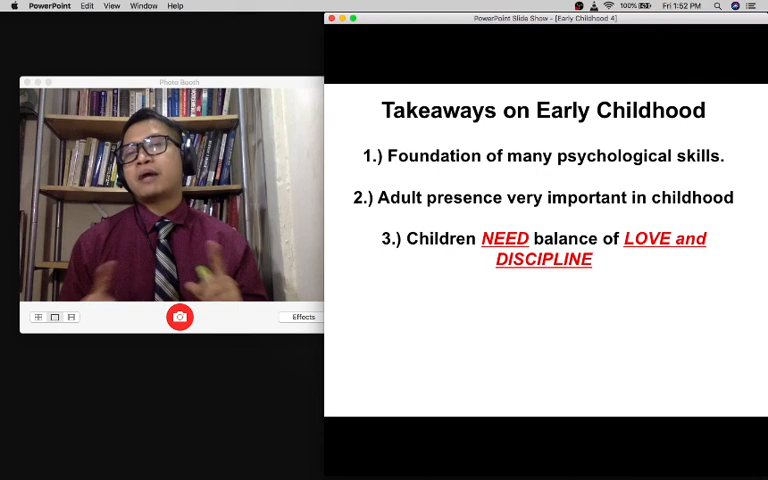 PowerPoint Edit View Window Help
100% Fri 1:52 PM
PowerPoint Slide Show - [Early Childhood 4]
Photo Booth
Takeaways on Early Childhood
1.) Foundation of many psychological skills.
2.) Adult presence very important in childhood
3.) Children NEED balance of LOVE and
DISCIPLINE
Effects